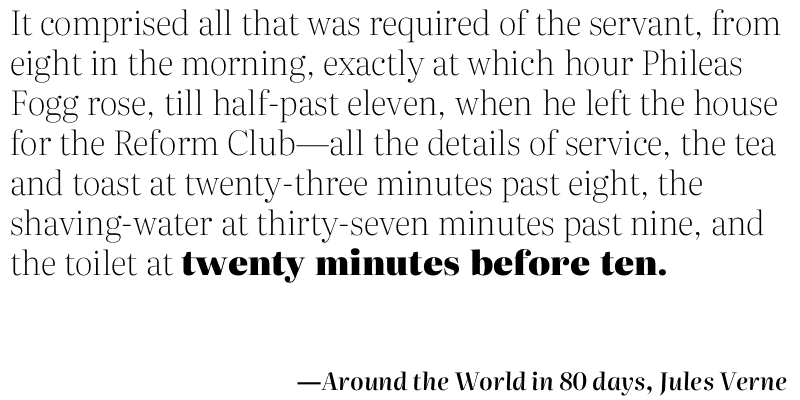 It comprised all that was required of the servant, from
eight in the morning, exactly at which hour Phileas
Fogg rose, till half-past eleven, when he left the house
for the Reform Club—all the details of service, the tea
and toast at twenty-three minutes past eight, the
shaving-water at thirty-seven minutes past nine, and
the toilet at twenty minutes before ten.
—Around the World in 80 days, Jules Verne